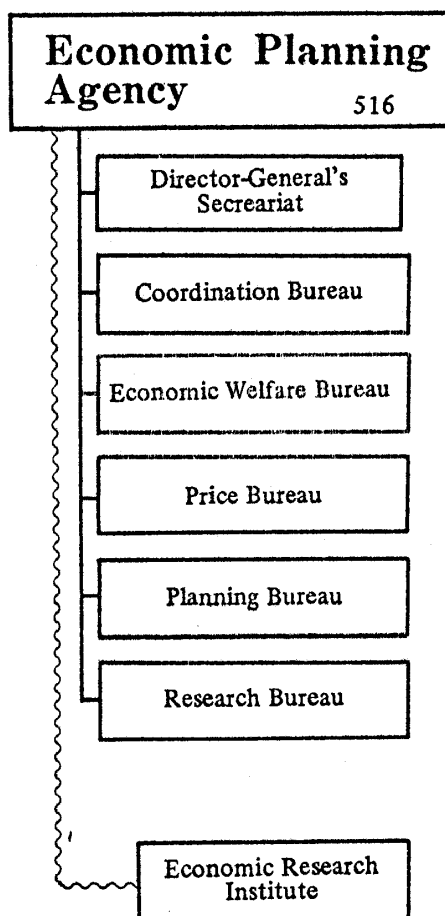 Economic Planning
Agency 516
Director-General's
Secreariat
Coordination Bureau
Economic Welfare Bureau
Price Bureau
Planning Bureau
Research Bureau
Economic Research
Institute